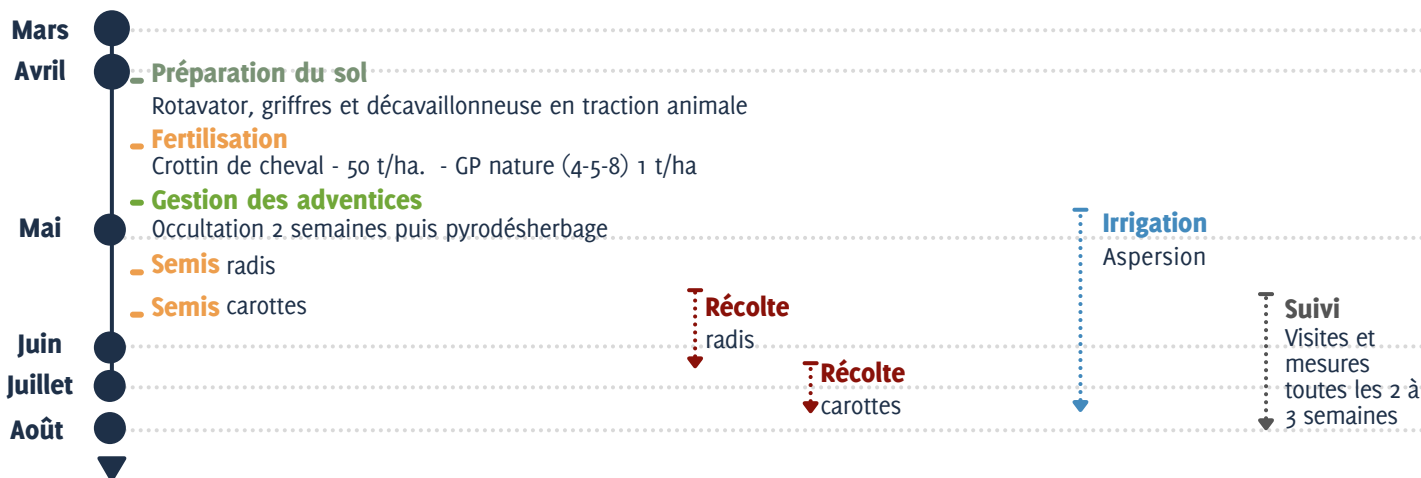 Mars
Avril
Préparation du sol
Rotavator, griffres et décavaillonneuse en traction animale
Fertilisation
Crottin de cheval - 50 t/ha. - GP nature (4-5-8) 1 t/ha
Gestion des adventices
Mai
Occultation 2 semaines puis pyrodésherbage
Irrigation
Aspersion
Semis radis
Semis carottes
Récolte
radis
Suivi
Visites et
mesures
toutes les 2 à
3 semaines
Juin
Juillet
Récolte
carottes
Août